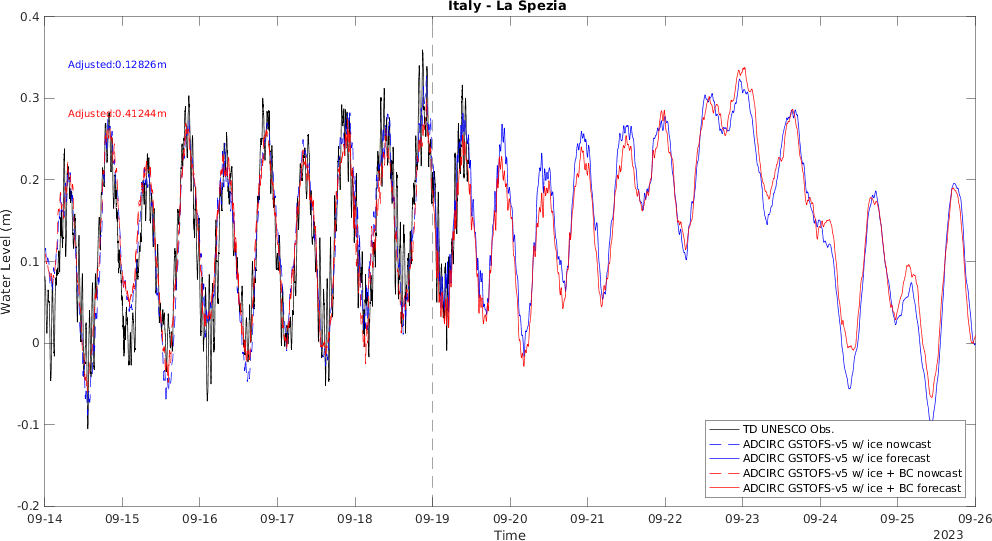 Italy - La Spezia
0.4
0.3
0.2
0.1
0
-0.1
-0.2
Water Level (m)
Adjusted:0.12826m
Adjusted:0.41244m
TD UNESCO Obs.
ADCIRC GSTOFS-v5 w/ ice nowcast
ADCIRC GSTOFS-v5 w/ ice forecast
ADCIRC GSTOFS-v5 w/ ice + BC nowcast
ADCIRC GSTOFS-v5 w/ ice + BC forecast
09-14 09-15 09-16 09-17 09-18 09-19 09-20 09-21 09-22 09-23 09-24 09-25 09-26
Time
2023